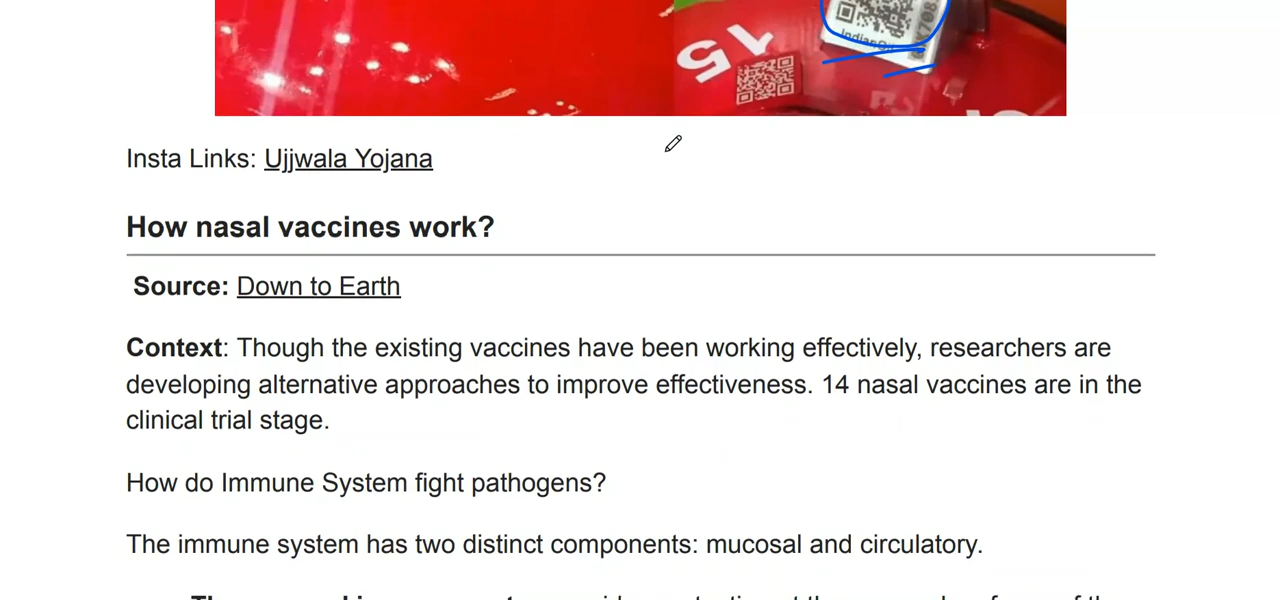 IndianO
15
Insta Links: Ujjwala Yojana
How nasal vaccines work?
Source: Down to Earth
Context: Though the existing vaccines have been working effectively, researchers are
developing alternative approaches to improve effectiveness. 14 nasal vaccines are in the
clinical trial stage.
How do Immune System fight pathogens?
The immune system has two distinct components: mucosal and circulatory.